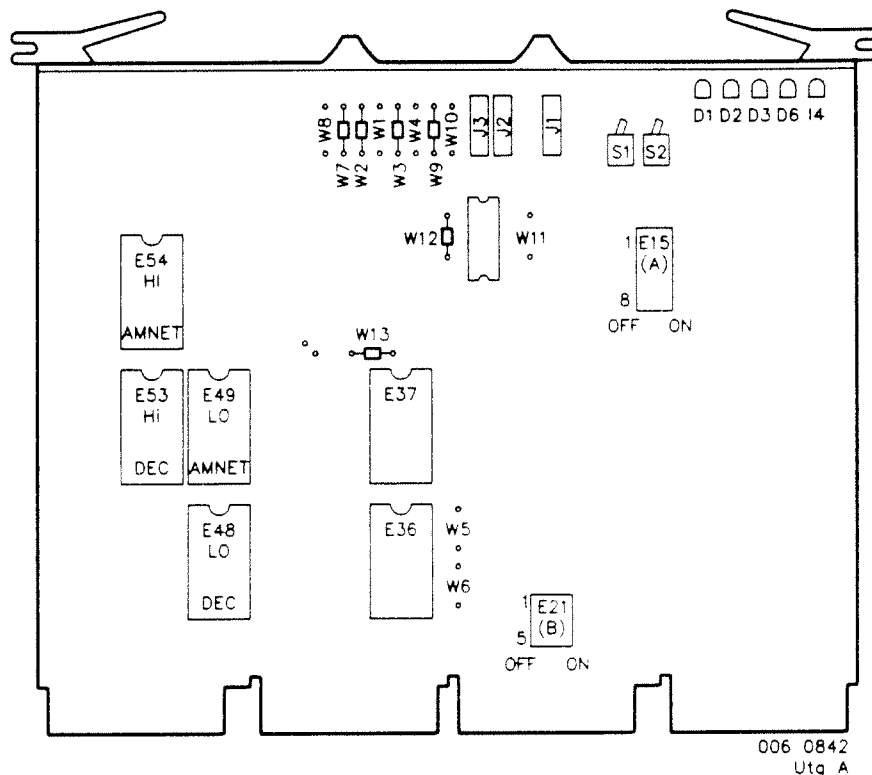 D1 D2 D3 D6 I4
W8
W7
W2
W1
W3
W4
W9
W10
J3
J2
J1
S1 S2
W12
W11
1 E15
(A)
8
OFF ON
E54
HI
AMNET
W13
E53
Hi
DEC
E49
LO
AMNET
E37
E48
LO
DEC
E36
W5
W6
1 E21
(B)
5
OFF ON
006 0842
Utg A